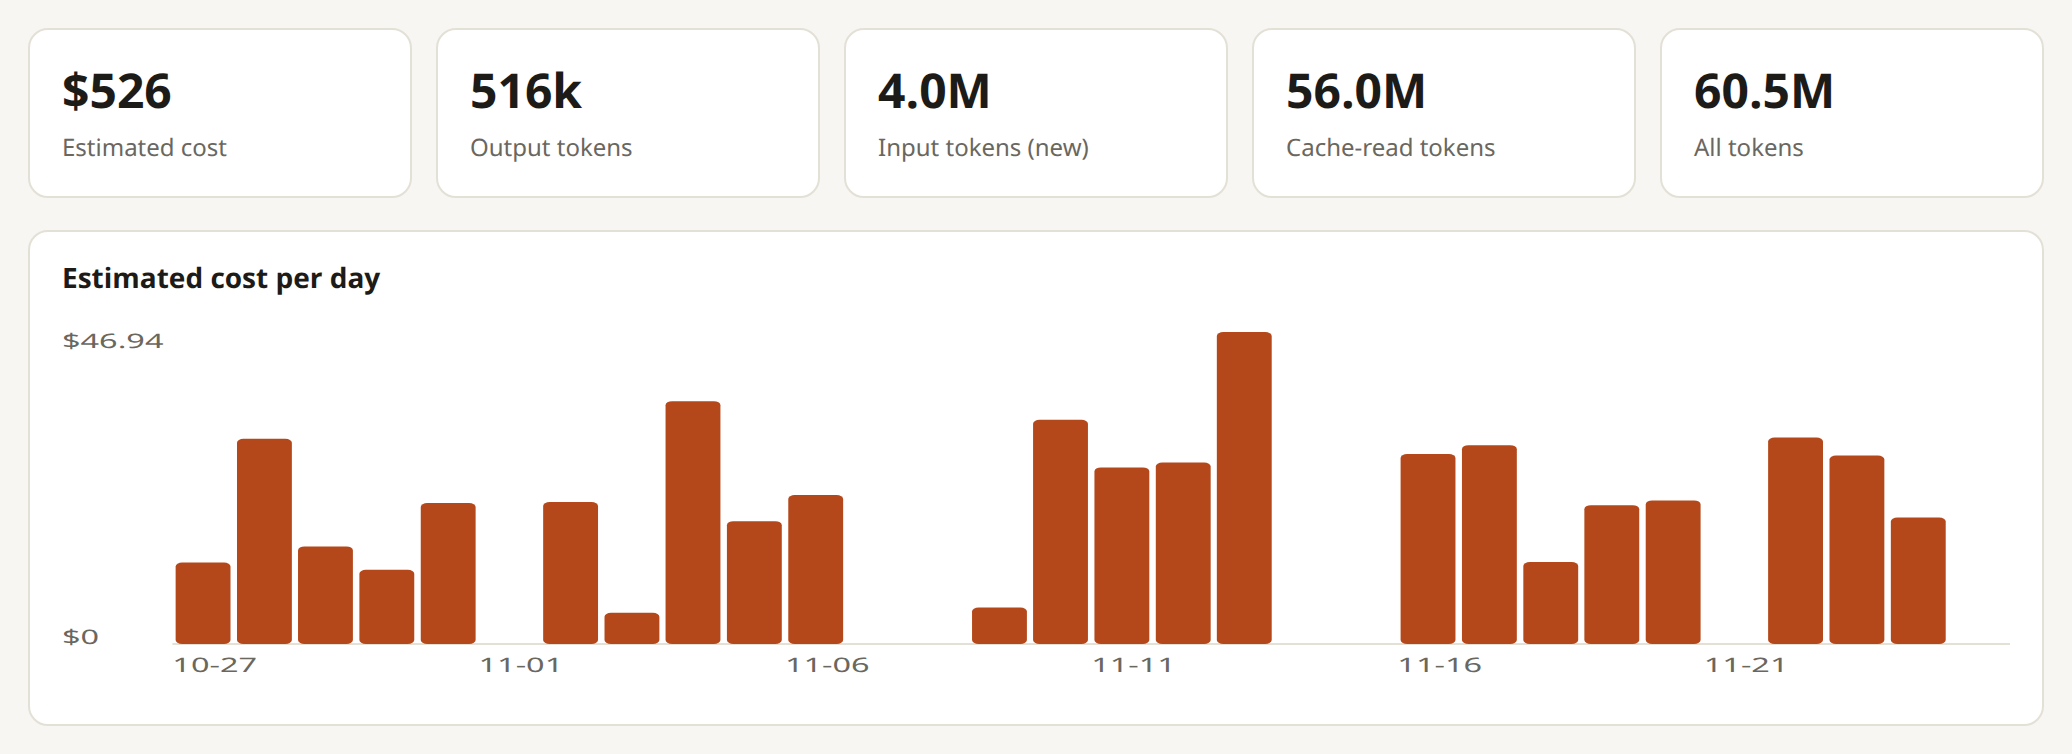 $526
Estimated cost
516k
Output tokens
4.0M
Input tokens (new)
56.0M
Cache-read tokens
60.5M
All tokens
Estimated cost per day
$46.94
$0
10-27 11-01 11-06 11-11 11-16 11-21